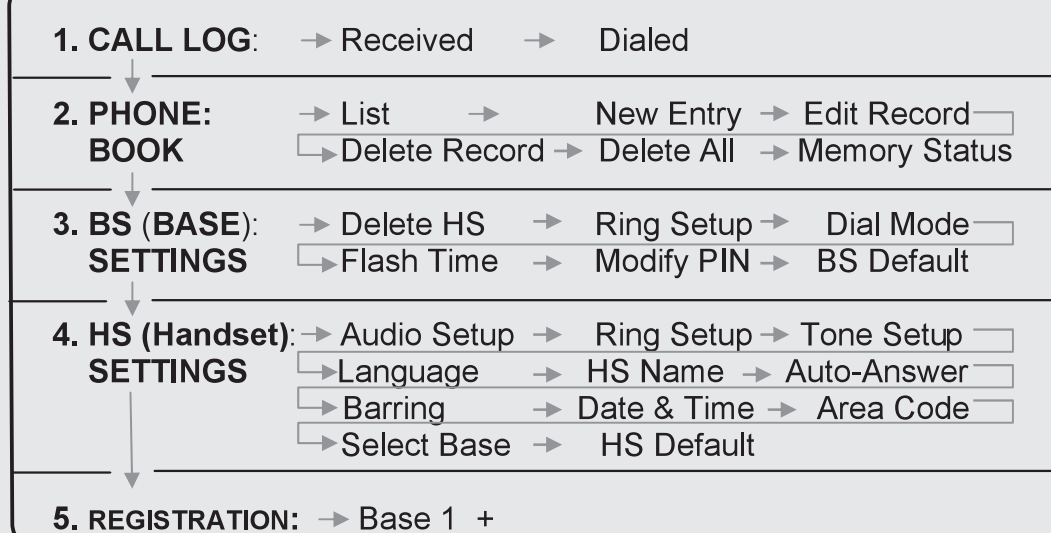 1. CALL LOG: → Received → Dialed
2. PHONE: → List → New Entry → Edit Record
BOOK → Delete Record → Delete All → Memory Status
3. BS (BASE): → Delete HS → Ring Setup → Dial Mode
SETTINGS → Flash Time → Modify PIN → BS Default
4. HS (Handset): → Audio Setup → Ring Setup → Tone Setup
SETTINGS → Language → HS Name → Auto-Answer
→ Barring → Date & Time → Area Code
→ Select Base → HS Default
5. REGISTRATION: → Base 1 +